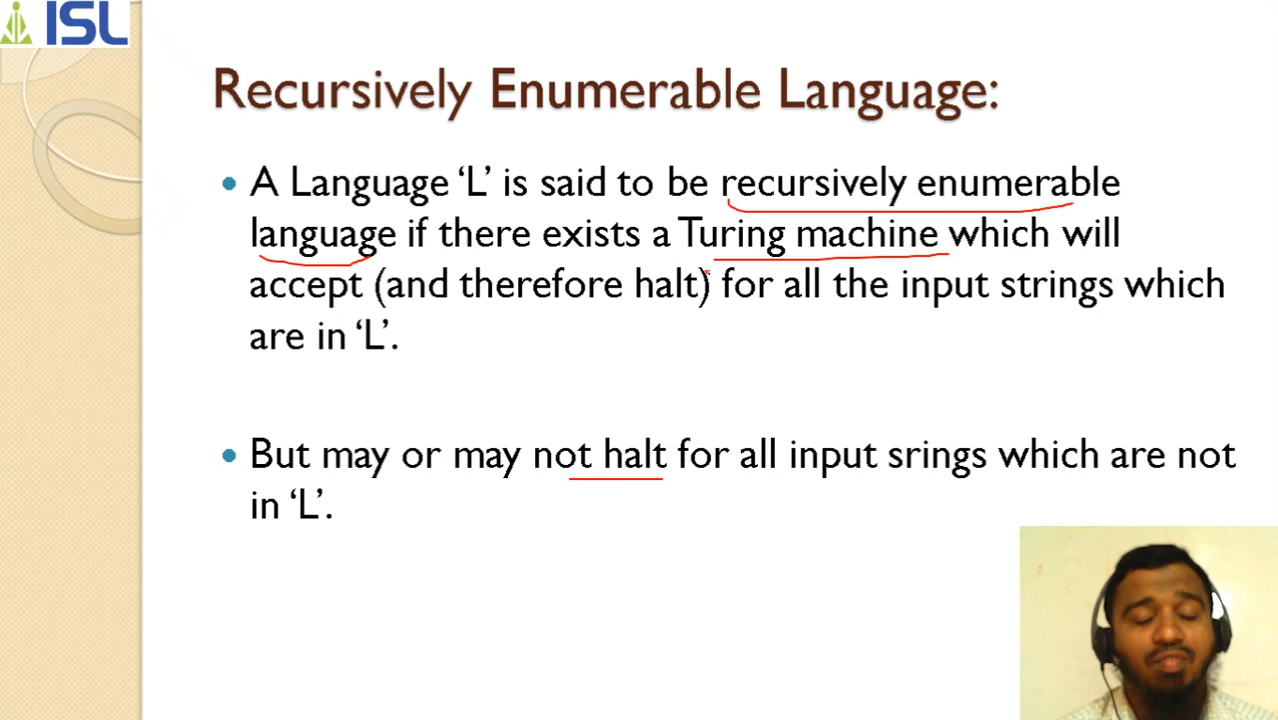 ISL
Recursively Enumerable Language:
• A Language ‘L’ is said to be recursively enumerable
language if there exists a Turing machine which will
accept (and therefore halt) for all the input strings which
are in ‘L’.
• But may or may not halt for all input srings which are not
in ‘L’.